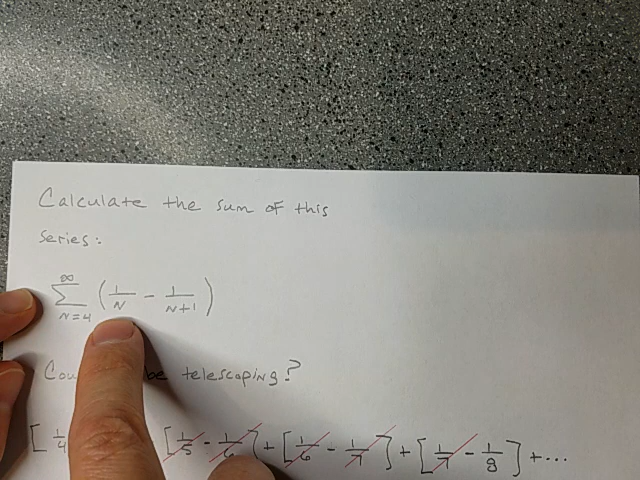 Calculate the sum of this
series:
∞
∑ (1/N - 1/N+1)
N=4
be telescoping?
[1/4 [1/5 - 1/6] + [1/6 - 1/7] + [1/7 - 1/8] + ...